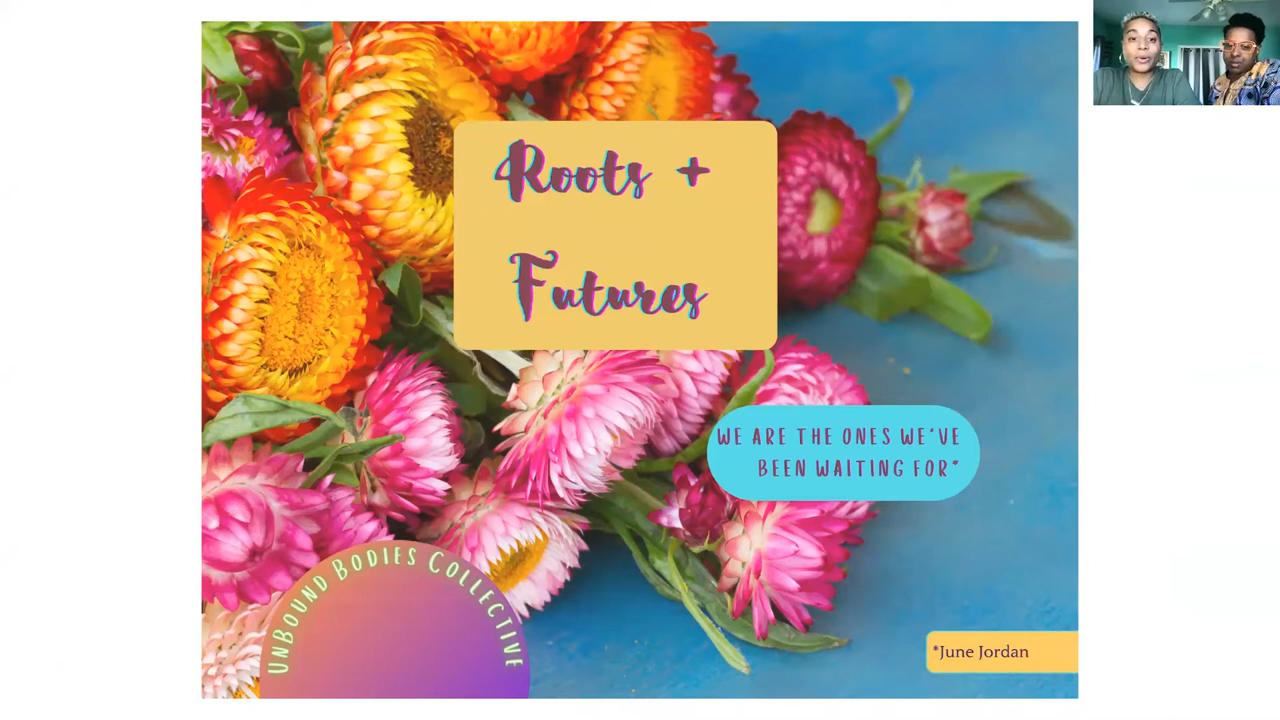 Roots +
Futures
WE ARE THE ONES WE'VE
BEEN WAITING FOR*
UNBOUND BODIES COLLECTIVE
*June Jordan